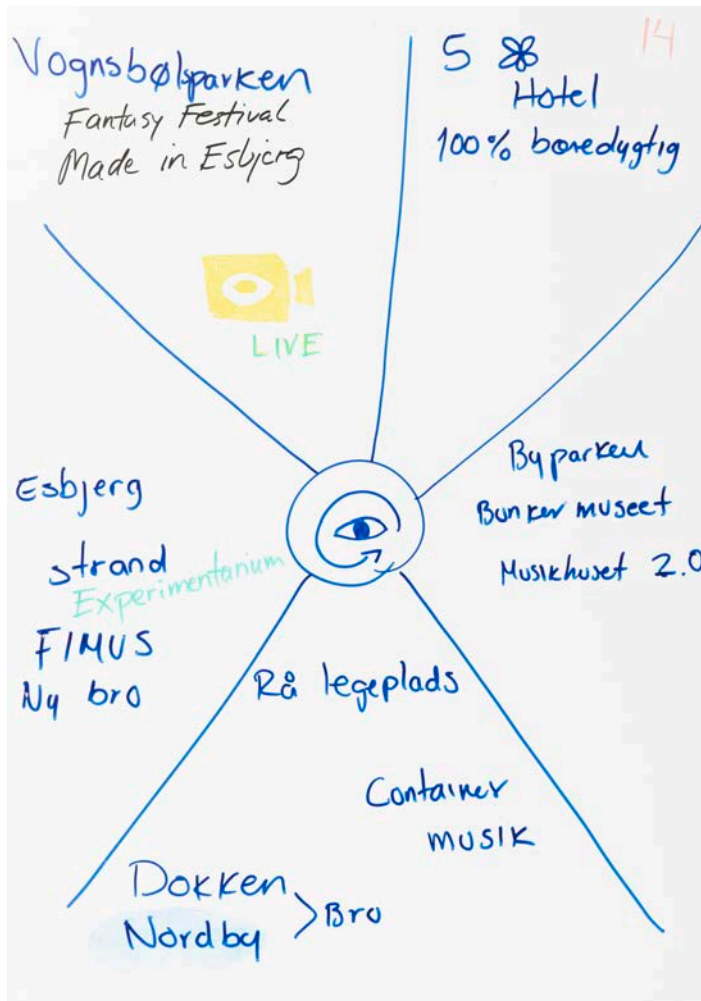 14
Vognsbølsparken
Fantasy Festival
Made in Esbjerg
LIVE
5
Hotel
100% bæredygtig
Byparken
Bunker museet
Musikhuset 2.0
Esbjerg
strand
Experimentarium
FIMUS
Ny bro
Rå legeplads
Container
musik
Dokken
Nordby
> Bro